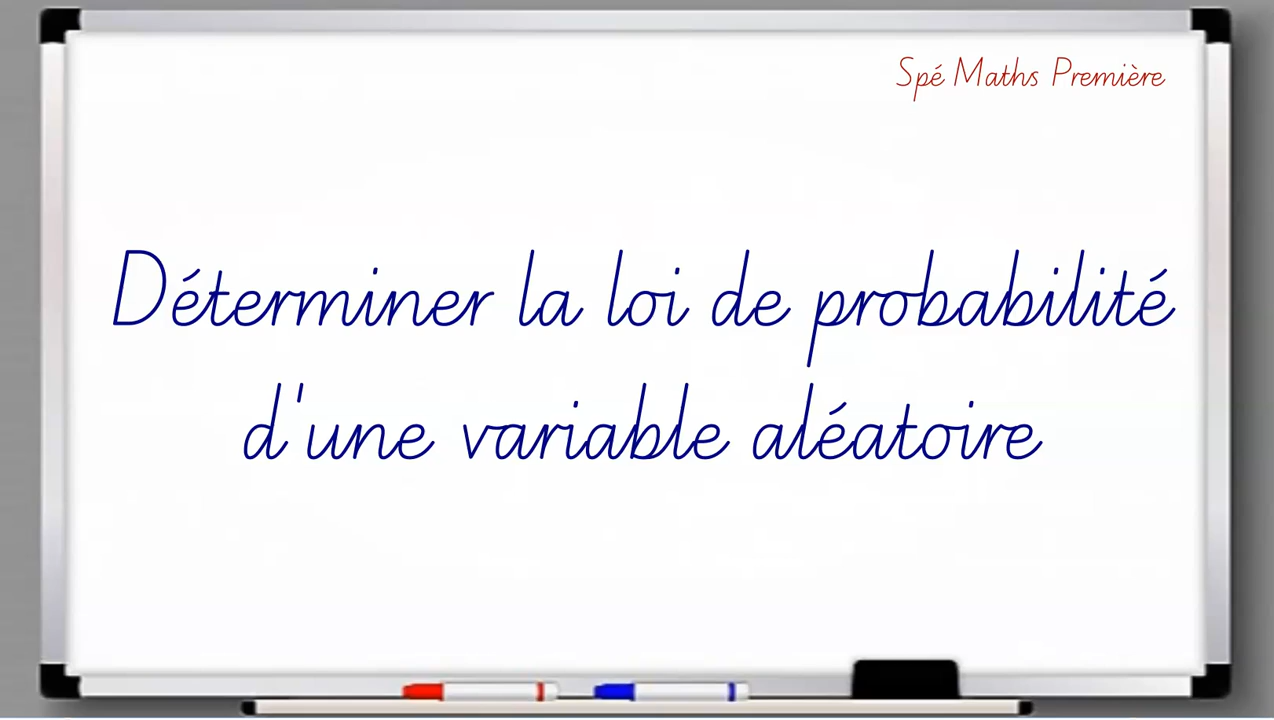 Spé Maths Première
Déterminer la loi de probabilité
d'une variable aléatoire